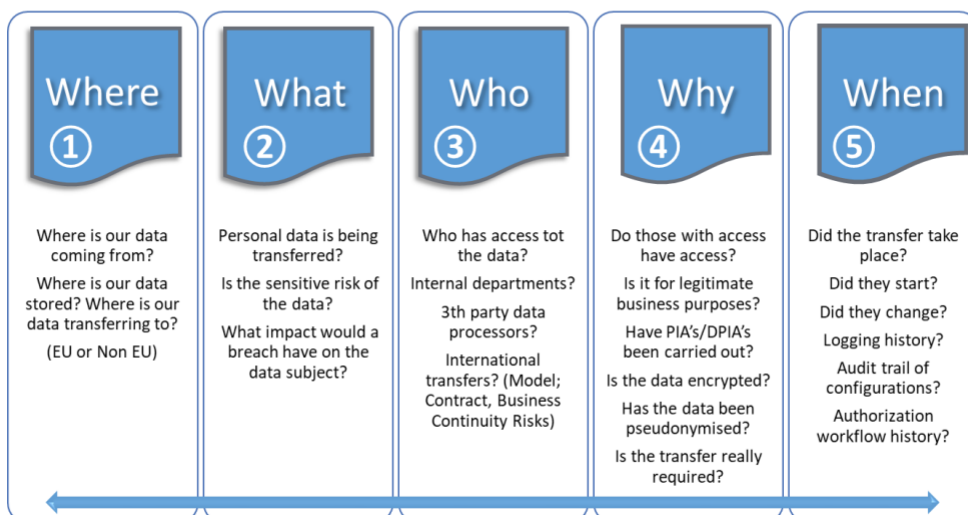 Where
①
Where is our data
coming from?
Where is our data
stored? Where is our
data transferring to?
(EU or Non EU)
What
②
Personal data is being
transferred?
Is the sensitive risk of
the data?
What impact would a
breach have on the
data subject?
Who
③
Who has access tot
the data?
Internal departments?
3th party data
processors?
International
transfers? (Model;
Contract, Business
Continuity Risks)
Why
④
Do those with access
have access?
Is it for legitimate
business purposes?
Have PIA's/DPIA's
been carried out?
Is the data encrypted?
Has the data been
pseudonymised?
Is the transfer really
required?
When
⑤
Did the transfer take
place?
Did they start?
Did they change?
Logging history?
Audit trail of
configurations?
Authorization
workflow history?